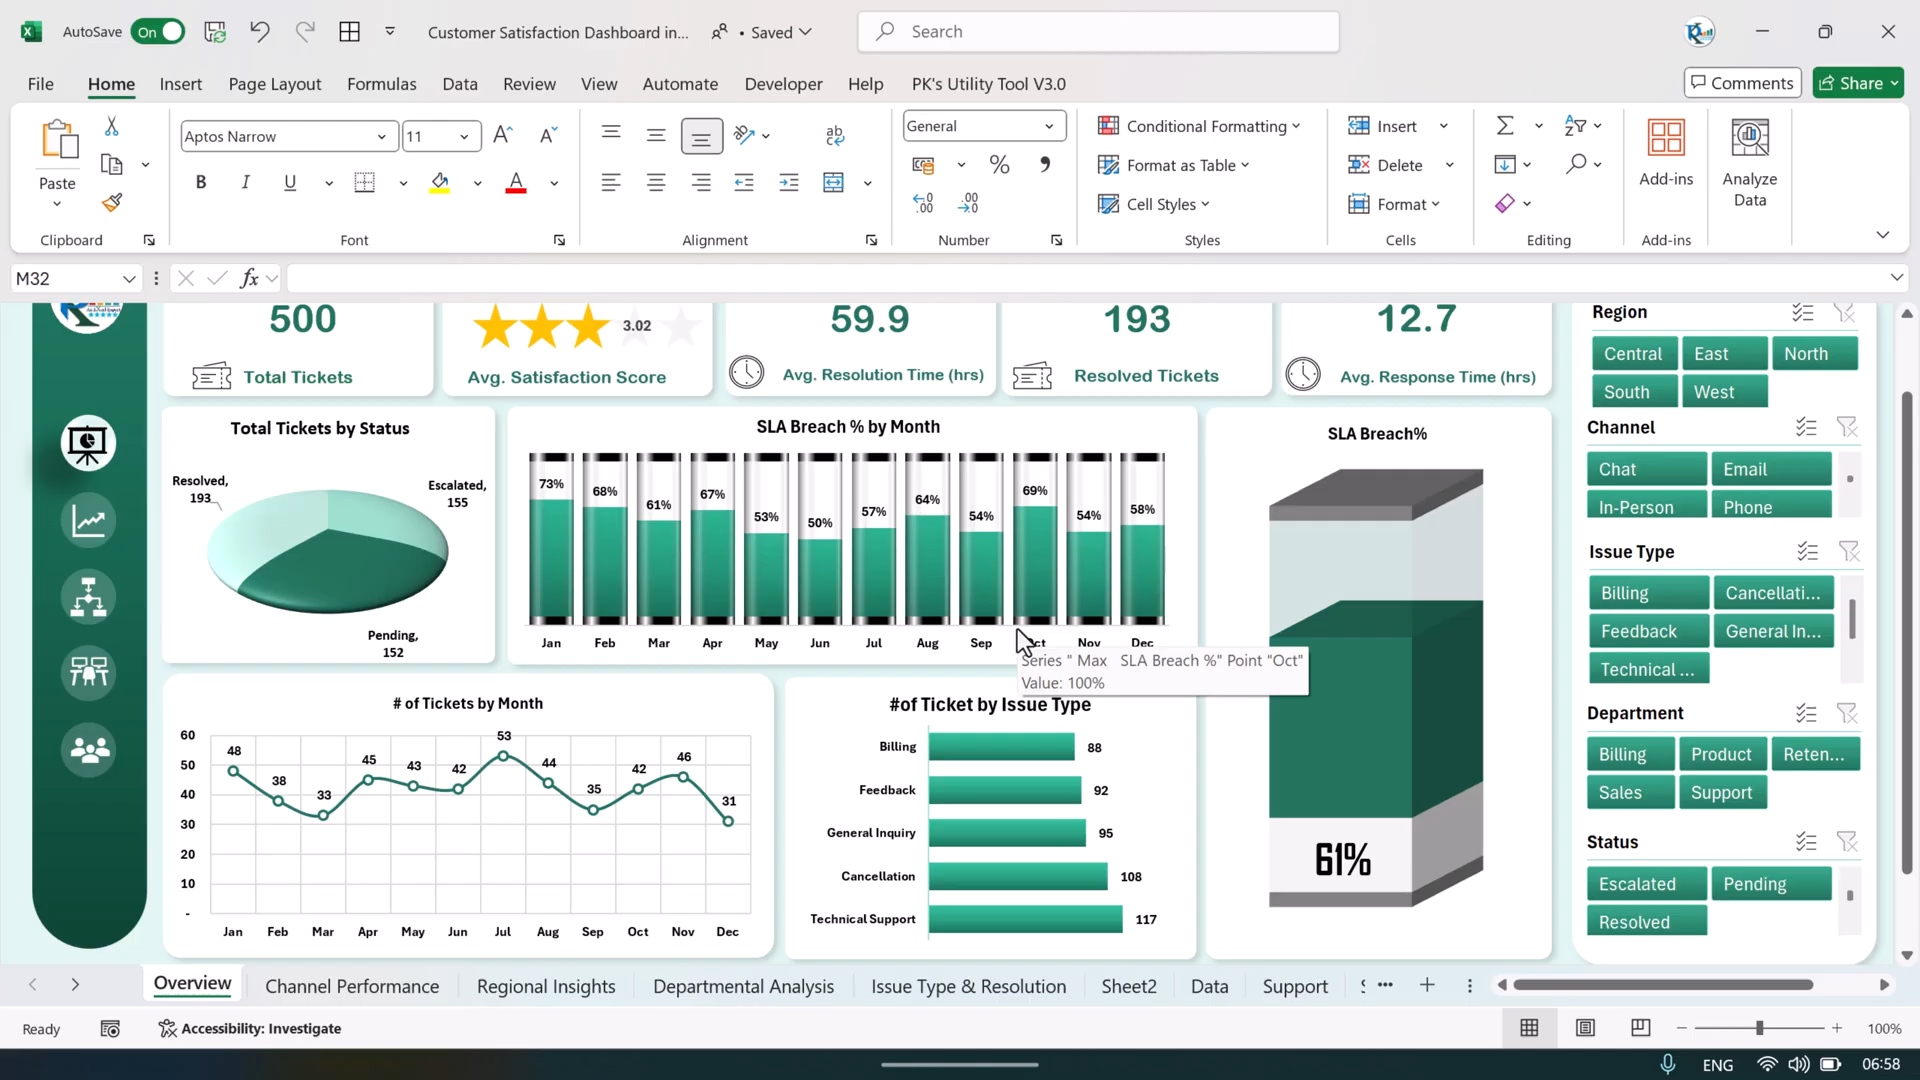 AutoSave On Customer Satisfaction Dashboard in... • Saved Search
File Home Insert Page Layout Formulas Data Review View Automate Developer Help PK's Utility Tool V3.0 Comments Share
Paste
Clipboard
Aptos Narrow 11
B I U A
Font
ab
Alignment
General
% ,
Number
Conditional Formatting
Format as Table
Cell Styles
Styles
Insert
Delete
Format
Cells
Editing
Add-ins
Add-ins
Analyze
Data
M32 fx
500
Total Tickets
3.02
Avg. Satisfaction Score
59.9
Avg. Resolution Time (hrs)
193
Resolved Tickets
12.7
Avg. Response Time (hrs)
Total Tickets by Status
Resolved,
193
Escalated,
155
Pending,
152
SLA Breach % by Month
73% 68% 61% 67% 53% 50% 57% 64% 54% 69% 54% 58%
Jan Feb Mar Apr May Jun Jul Aug Sep Oct Nov Dec
Series " Max SLA Breach %" Point "Oct"
Value: 100%
SLA Breach%
61%
# of Tickets by Month
60
50
40
30
20
10
-
48 38 33 45 43 42 53 44 35 42 46 31
Jan Feb Mar Apr May Jun Jul Aug Sep Oct Nov Dec
#of Ticket by Issue Type
Billing 88
Feedback 92
General Inquiry 95
Cancellation 108
Technical Support 117
Region
Central East North
South West
Channel
Chat Email
In-Person Phone
Issue Type
Billing Cancellati...
Feedback General In...
Technical ...
Department
Billing Product Reten...
Sales Support
Status
Escalated Pending
Resolved
Overview Channel Performance Regional Insights Departmental Analysis Issue Type & Resolution Sheet2 Data Support
Ready Accessibility: Investigate 100%
ENG 06:58